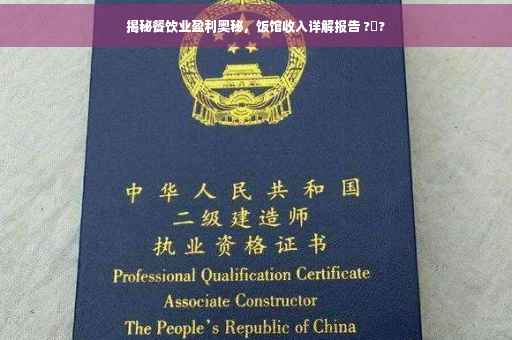 揭秘餐饮业盈利奥秘，饭馆收入详解报告 ?▯?
中华人民共和国
二级建造师
执业资格证书
Professional Qualification Certificate
Associate Constructor
The People's Republic of China